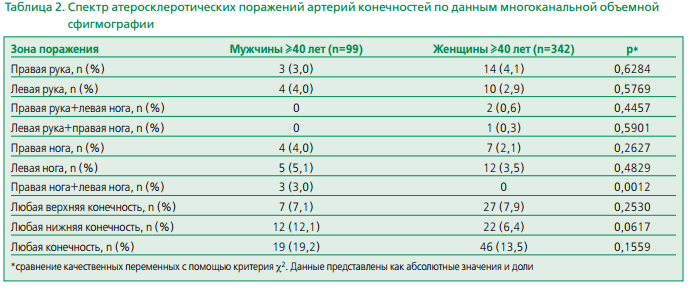 Таблица 2. Спектр атеросклеротических поражений артерий конечностей по данным многоканальной объемной
сфигмографии
Зона поражения Мужчины ≥40 лет (n=99) Женщины ≥40 лет (n=342) p*
Правая рука, n (%) 3 (3,0) 14 (4,1) 0,6284
Левая рука, n (%) 4 (4,0) 10 (2,9) 0,5769
Правая рука+левая нога, n (%) 0 2 (0,6) 0,4457
Левая рука+правая нога, n (%) 0 1 (0,3) 0,5901
Правая нога, n (%) 4 (4,0) 7 (2,1) 0,2627
Левая нога, n (%) 5 (5,1) 12 (3,5) 0,4829
Правая нога+левая нога, n (%) 3 (3,0) 0 0,0012
Любая верхняя конечность, n (%) 7 (7,1) 27 (7,9) 0,2530
Любая нижняя конечность, n (%) 12 (12,1) 22 (6,4) 0,0617
Любая конечность, n (%) 19 (19,2) 46 (13,5) 0,1559
*сравнение качественных переменных с помощью критерия χ2. Данные представлены как абсолютные значения и доли